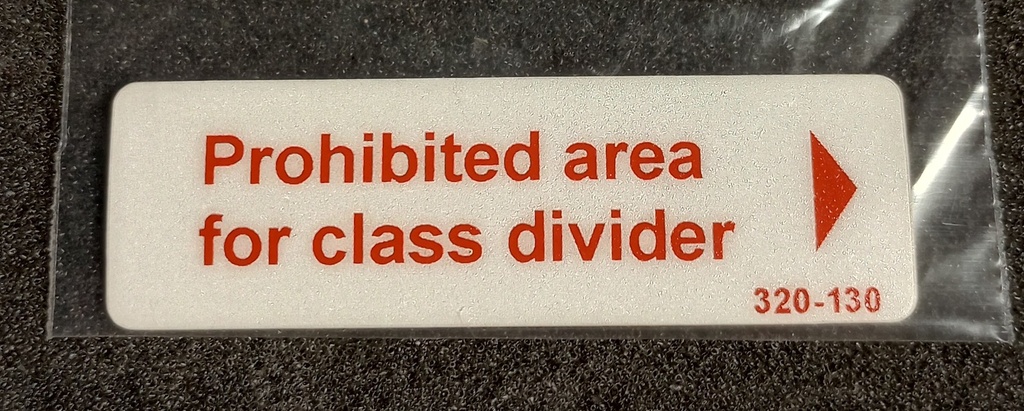 Prohibited area
for class divider
320-130